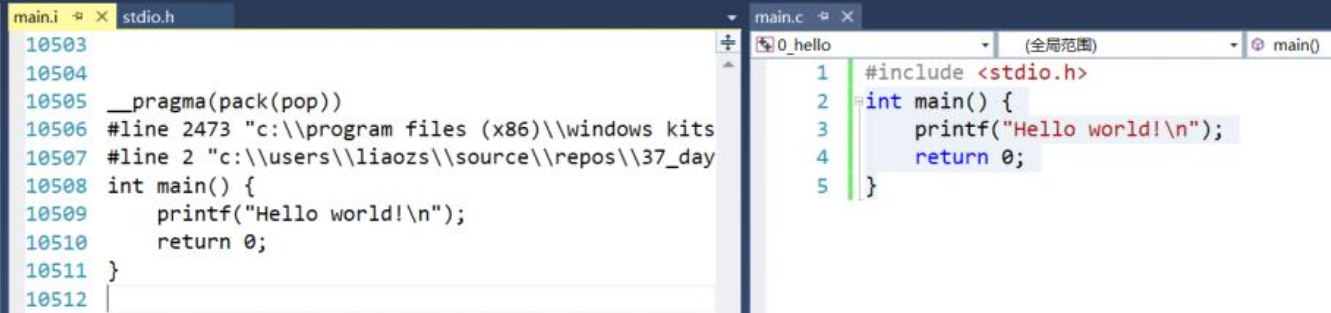 main.i
stdio.h
10503
10504
10505 __pragma(pack(pop))
10506 #line 2473 "c:\\program files (x86)\\windows kits
10507 #line 2 "c:\\users\\liaozs\\source\\repos\\37_day
10508 int main() {
10509     printf("Hello world!\n");
10510     return 0;
10511 }
10512
main.c
0_hello
(全局范围)
main()
1 #include <stdio.h>
2 int main() {
3     printf("Hello world!\n");
4     return 0;
5 }